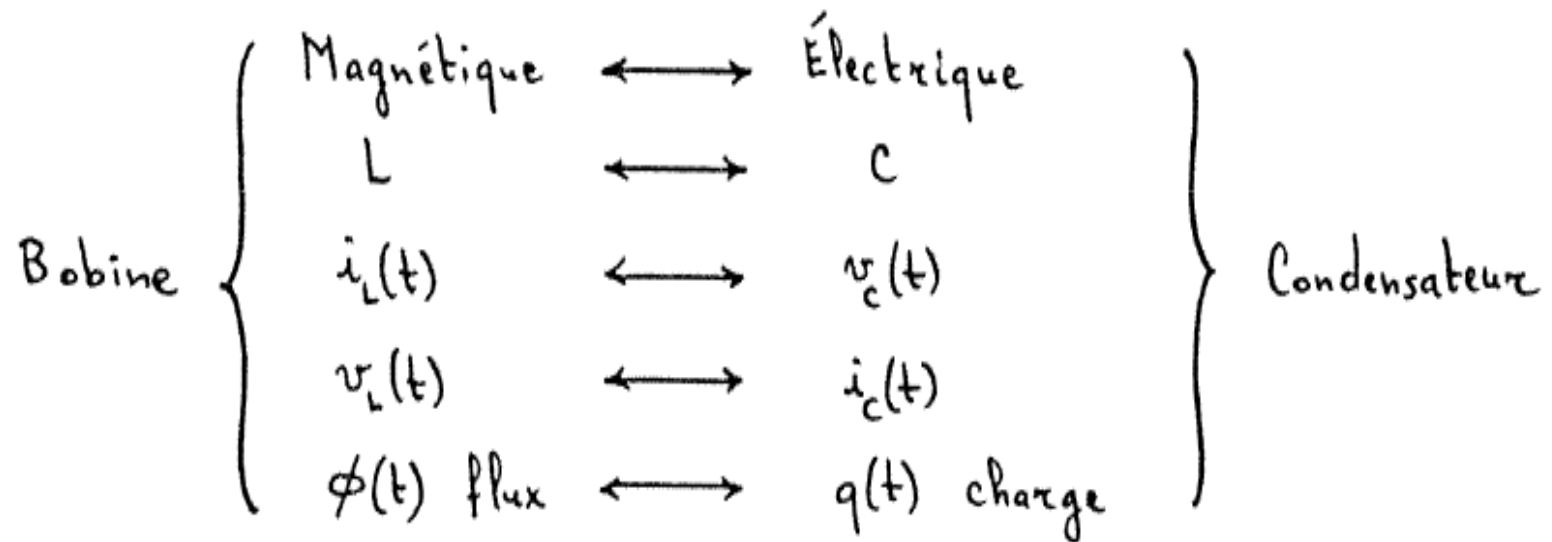 Magnétique ⟷ Électrique
L ⟷ C
Bobine { i_L(t) ⟷ v_c(t) } Condensateur
v_L(t) ⟷ i_c(t)
φ(t) flux ⟷ q(t) charge